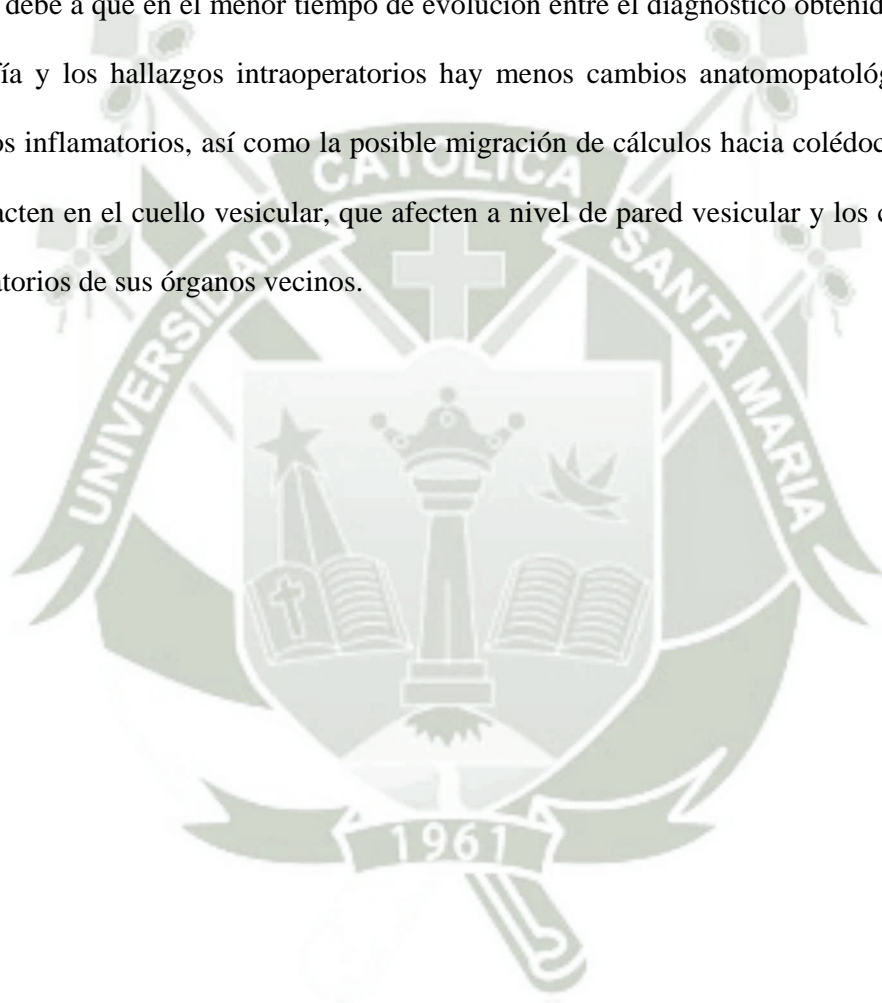 debe a que en el menor tiempo de evolución entre el diagnóstico obtenid
ía y los hallazgos intraoperatorios hay menos cambios anatomopatológ
os inflamatorios, así como la posible migración de cálculos hacia colédoc
acten en el cuello vesicular, que afecten a nivel de pared vesicular y los c
atorios de sus órganos vecinos.
UNIVERSIDAD
CATOLICA
SANTA MARIA
1961